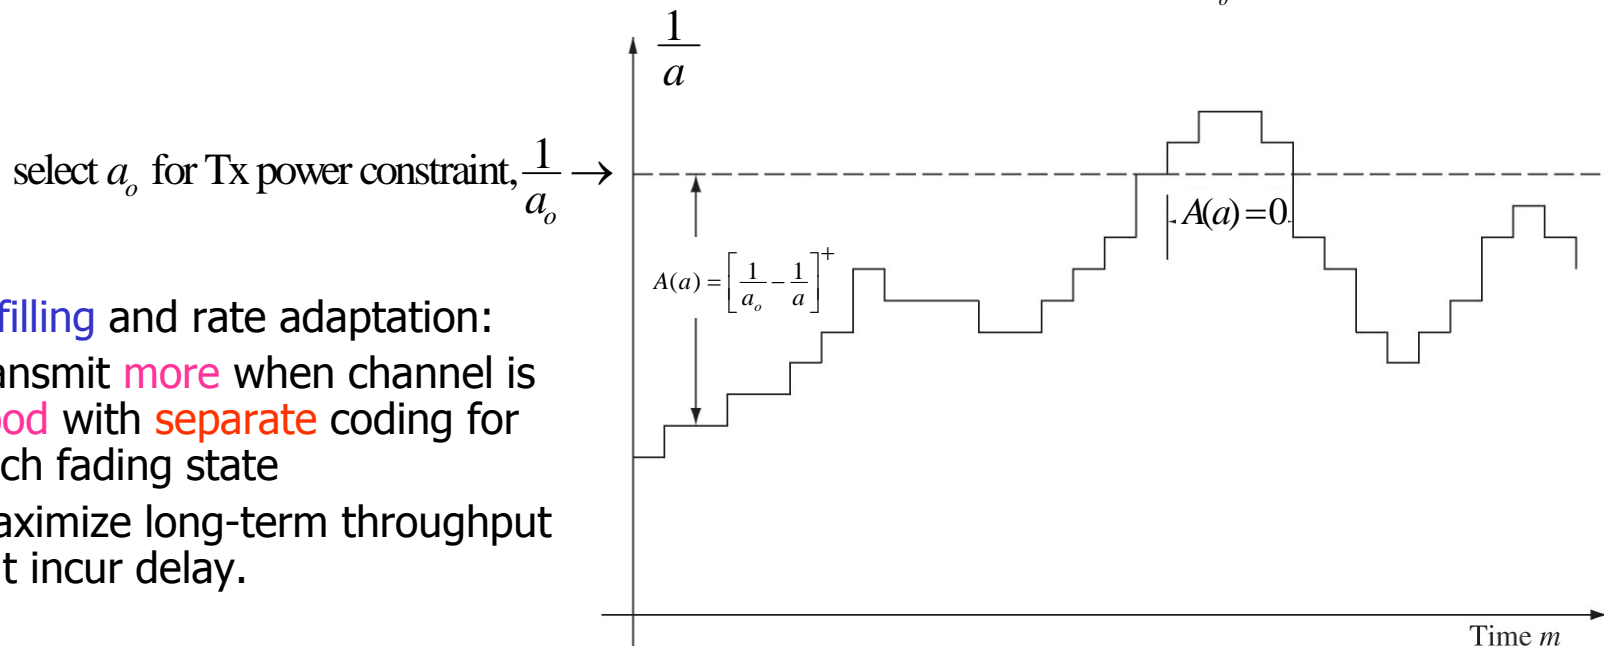 o
1/a
select a_o for Tx power constraint, 1/a_o →
A(a) = [1/a_o − 1/a]^+
A(a)=0
filling and rate adaptation:
ansmit more when channel is
od with separate coding for
ch fading state
aximize long-term throughput
t incur delay.
Time m